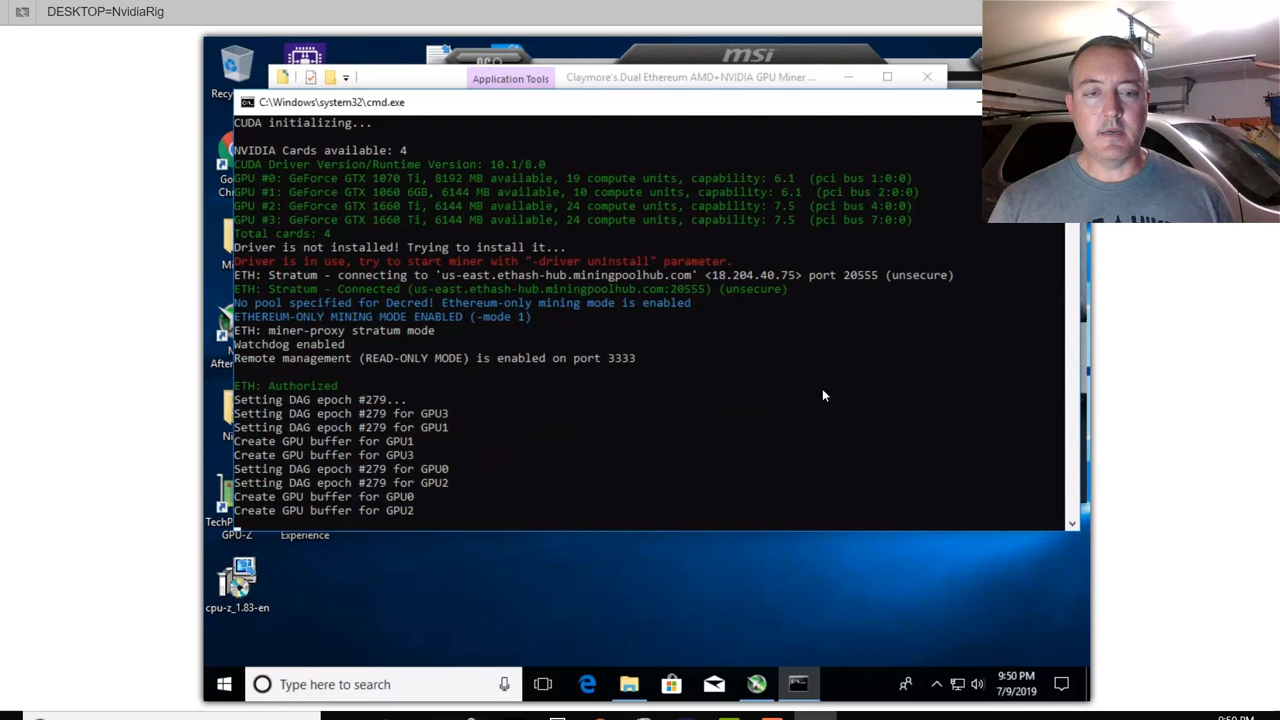 DESKTOP=NvidiaRig
msi
Application Tools
Claymore's Dual Ethereum AMD+NVIDIA GPU Miner ...
C:\Windows\system32\cmd.exe
CUDA initializing...
NVIDIA Cards available: 4
CUDA Driver Version/Runtime Version: 10.1/8.0
GPU #0: GeForce GTX 1070 Ti, 8192 MB available, 19 compute units, capability: 6.1 (pci bus 1:0:0)
GPU #1: GeForce GTX 1060 6GB, 6144 MB available, 10 compute units, capability: 6.1 (pci bus 2:0:0)
GPU #2: GeForce GTX 1660 Ti, 6144 MB available, 24 compute units, capability: 7.5 (pci bus 4:0:0)
GPU #3: GeForce GTX 1660 Ti, 6144 MB available, 24 compute units, capability: 7.5 (pci bus 7:0:0)
Total cards: 4
Driver is not installed! Trying to install it...
Driver is in use, try to start miner with "-driver uninstall" parameter.
ETH: Stratum - connecting to 'us-east.ethash-hub.miningpoolhub.com' <18.204.40.75> port 20555 (unsecure)
ETH: Stratum - Connected (us-east.ethash-hub.miningpoolhub.com:20555) (unsecure)
No pool specified for Decred! Ethereum-only mining mode is enabled
ETHEREUM-ONLY MINING MODE ENABLED (-mode 1)
ETH: miner-proxy stratum mode
Watchdog enabled
Remote management (READ-ONLY MODE) is enabled on port 3333
ETH: Authorized
Setting DAG epoch #279...
Setting DAG epoch #279 for GPU3
Setting DAG epoch #279 for GPU1
Create GPU buffer for GPU1
Create GPU buffer for GPU3
Setting DAG epoch #279 for GPU0
Setting DAG epoch #279 for GPU2
Create GPU buffer for GPU0
Create GPU buffer for GPU2
Recy
Go
Ch
Mi
After
Ni
TechP
GPU-Z
Experience
cpu-z_1.83-en
Type here to search
9:50 PM
7/9/2019